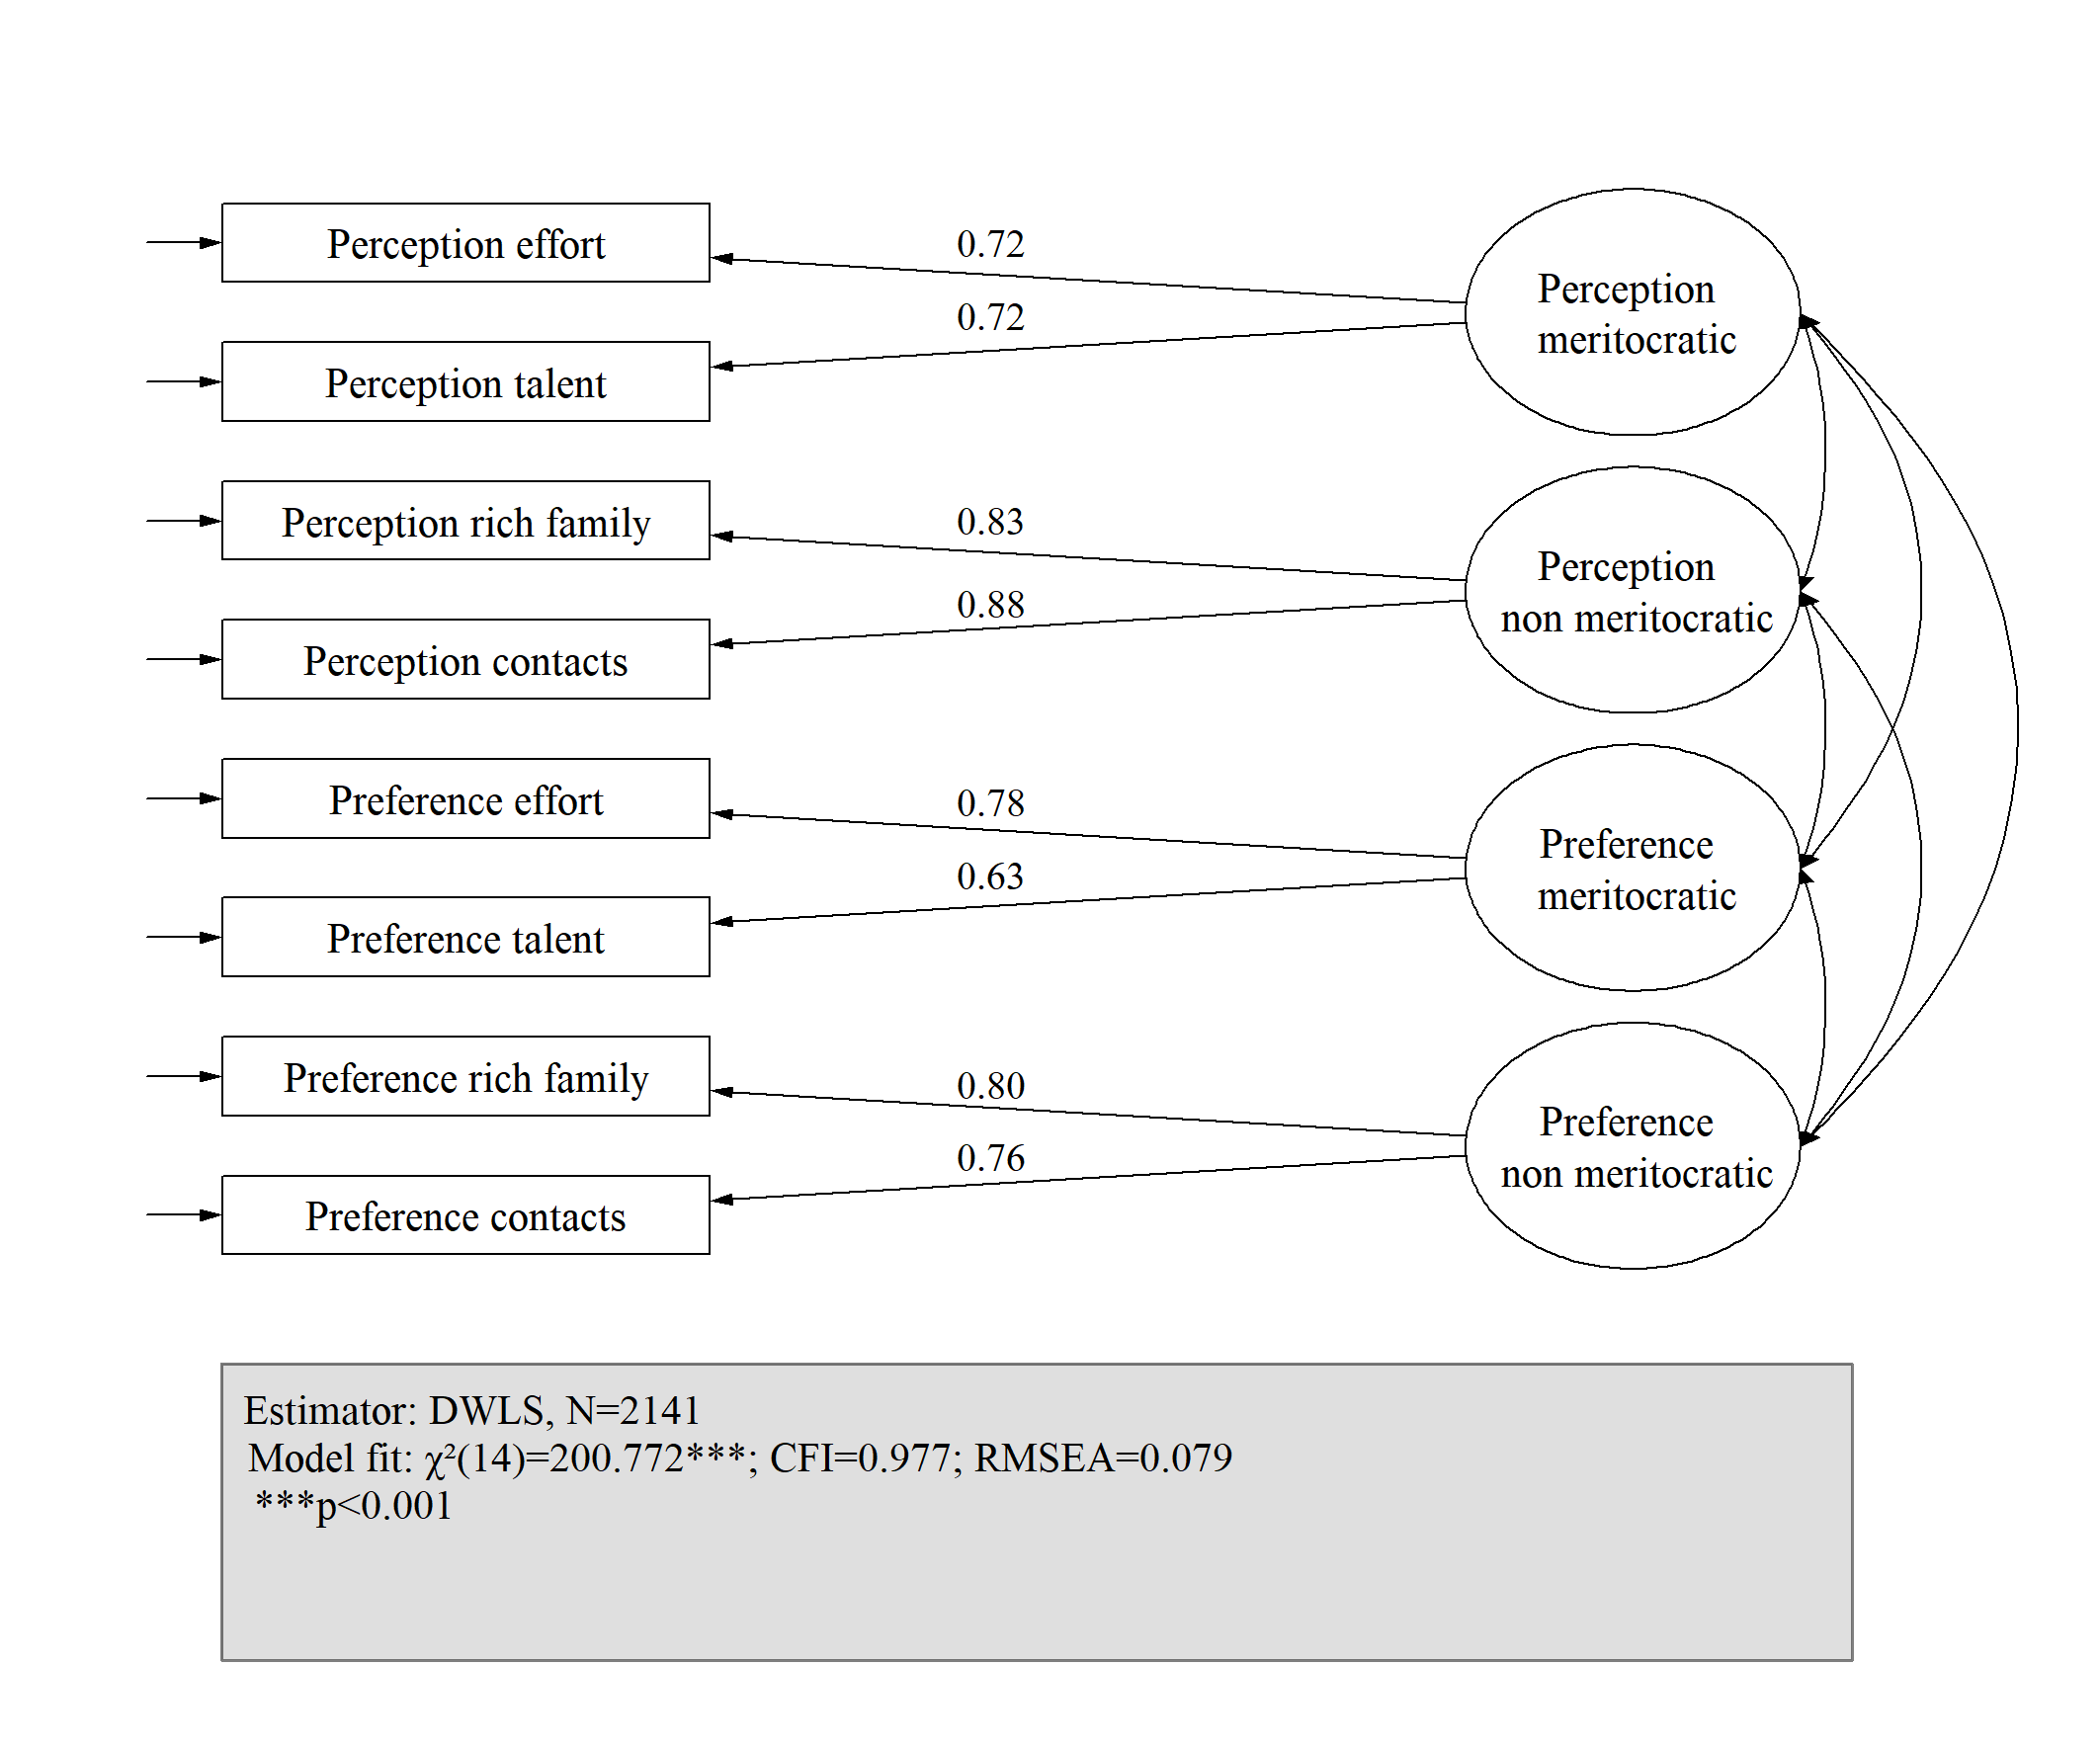 Perception effort
0.72
Perception
meritocratic
0.72
Perception talent
Perception rich family
0.83
Perception
non meritocratic
0.88
Perception contacts
Preference effort
0.78
Preference
meritocratic
0.63
Preference talent
Preference rich family
0.80
Preference
non meritocratic
0.76
Preference contacts
Estimator: DWLS, N=2141
Model fit: χ²(14)=200.772***; CFI=0.977; RMSEA=0.079
***p<0.001